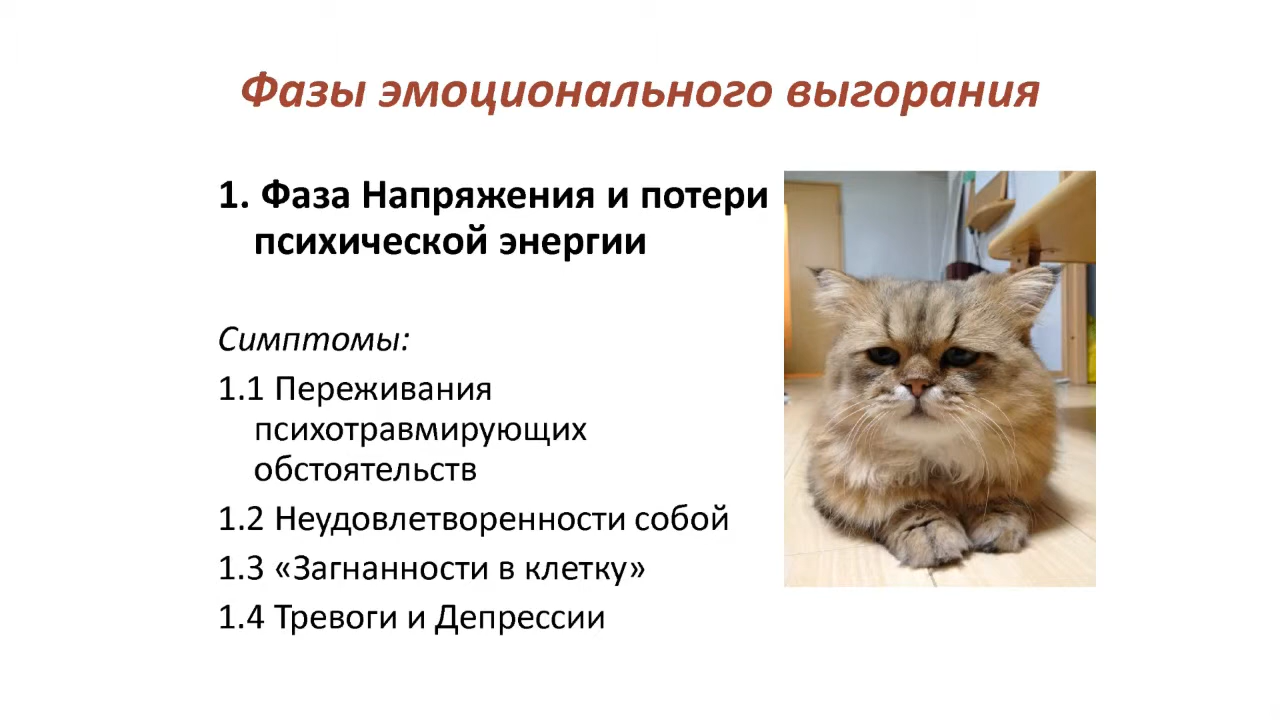 Фазы эмоционального выгорания
1. Фаза Напряжения и потери
психической энергии
Симптомы:
1.1 Переживания
психотравмирующих
обстоятельств
1.2 Неудовлетворенности собой
1.3 «Загнанности в клетку»
1.4 Тревоги и Депрессии